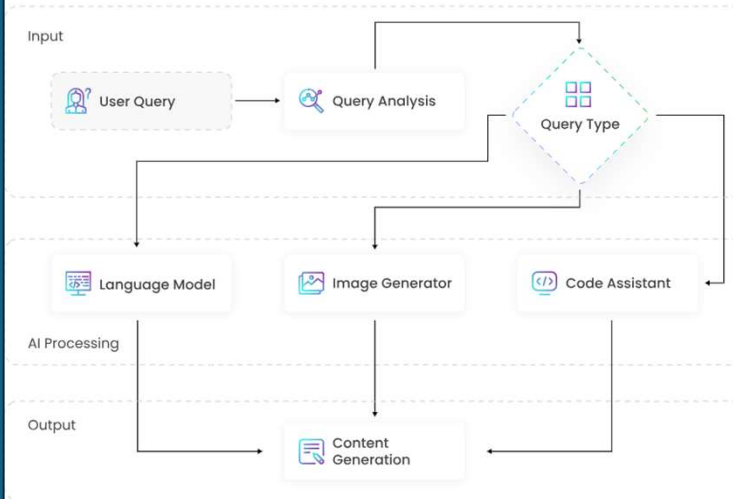 Input
User Query
Query Analysis
Query Type
Language Model
Image Generator
Code Assistant
AI Processing
Output
Content
Generation